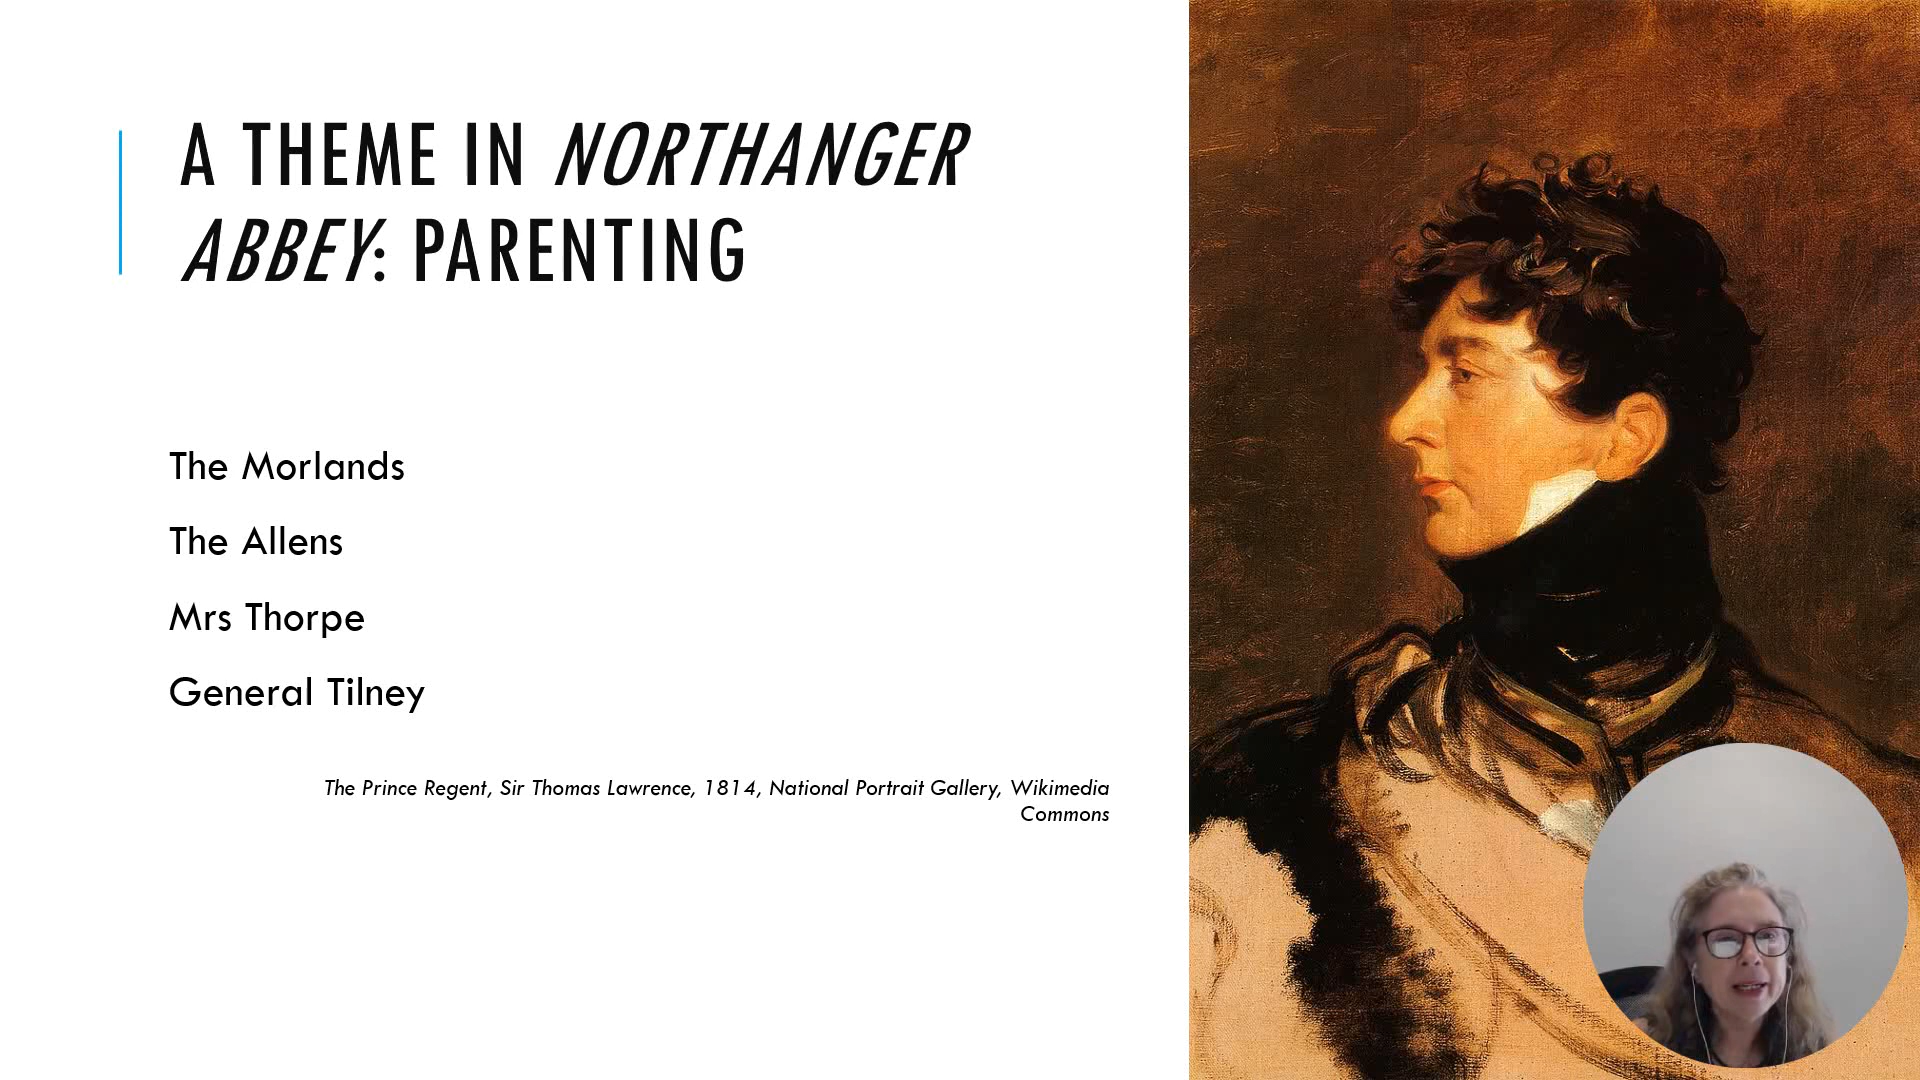 A THEME IN NORTHANGER
ABBEY: PARENTING
The Morlands
The Allens
Mrs Thorpe
General Tilney
The Prince Regent, Sir Thomas Lawrence, 1814, National Portrait Gallery, Wikimedia
Commons